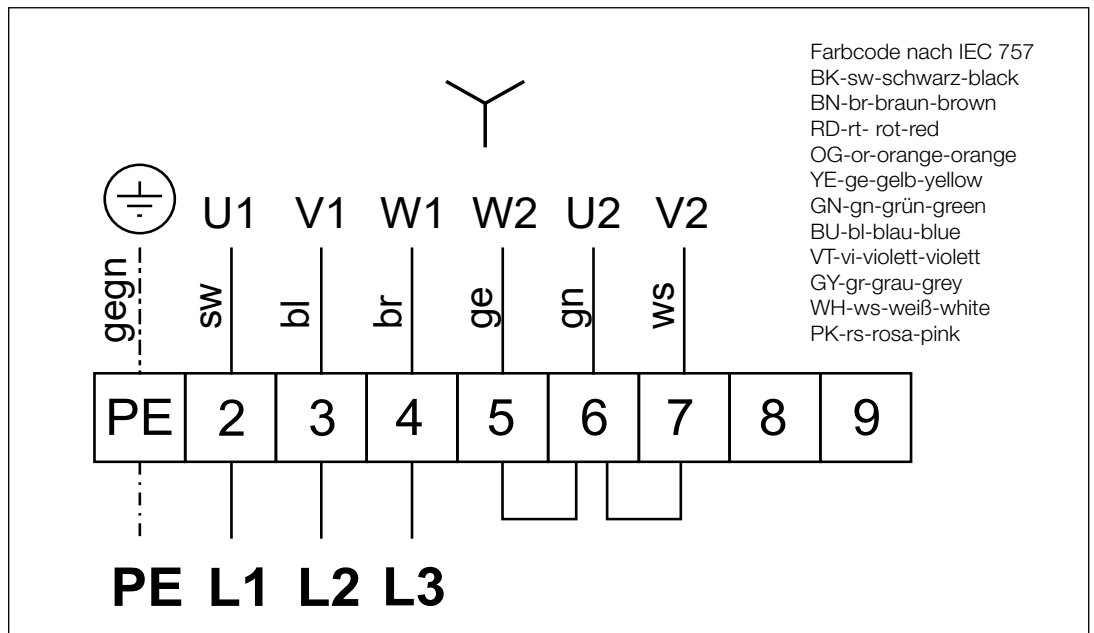 Farbcode nach IEC 757
BK-sw-schwarz-black
BN-br-braun-brown
RD-rt- rot-red
OG-or-orange-orange
YE-ge-gelb-yellow
GN-gn-grün-green
BU-bl-blau-blue
VT-vi-violett-violett
GY-gr-grau-grey
WH-ws-weiß-white
PK-rs-rosa-pink
U1 V1 W1 W2 U2 V2
gegn sw bl br ge gn ws
PE 2 3 4 5 6 7 8 9
PE L1 L2 L3